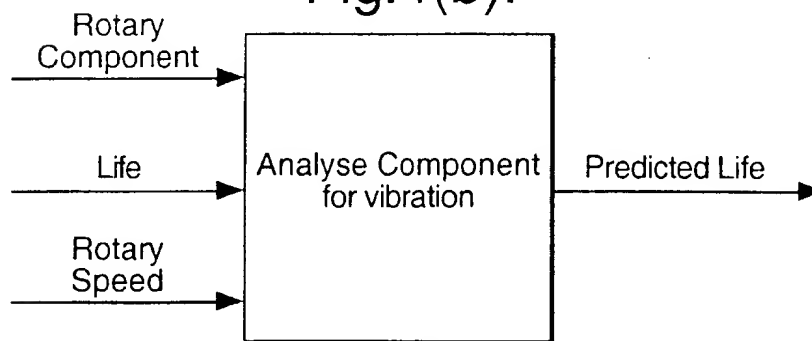 Rotary
Component
Life
Rotary
Speed
Analyse Component
for vibration
Predicted Life